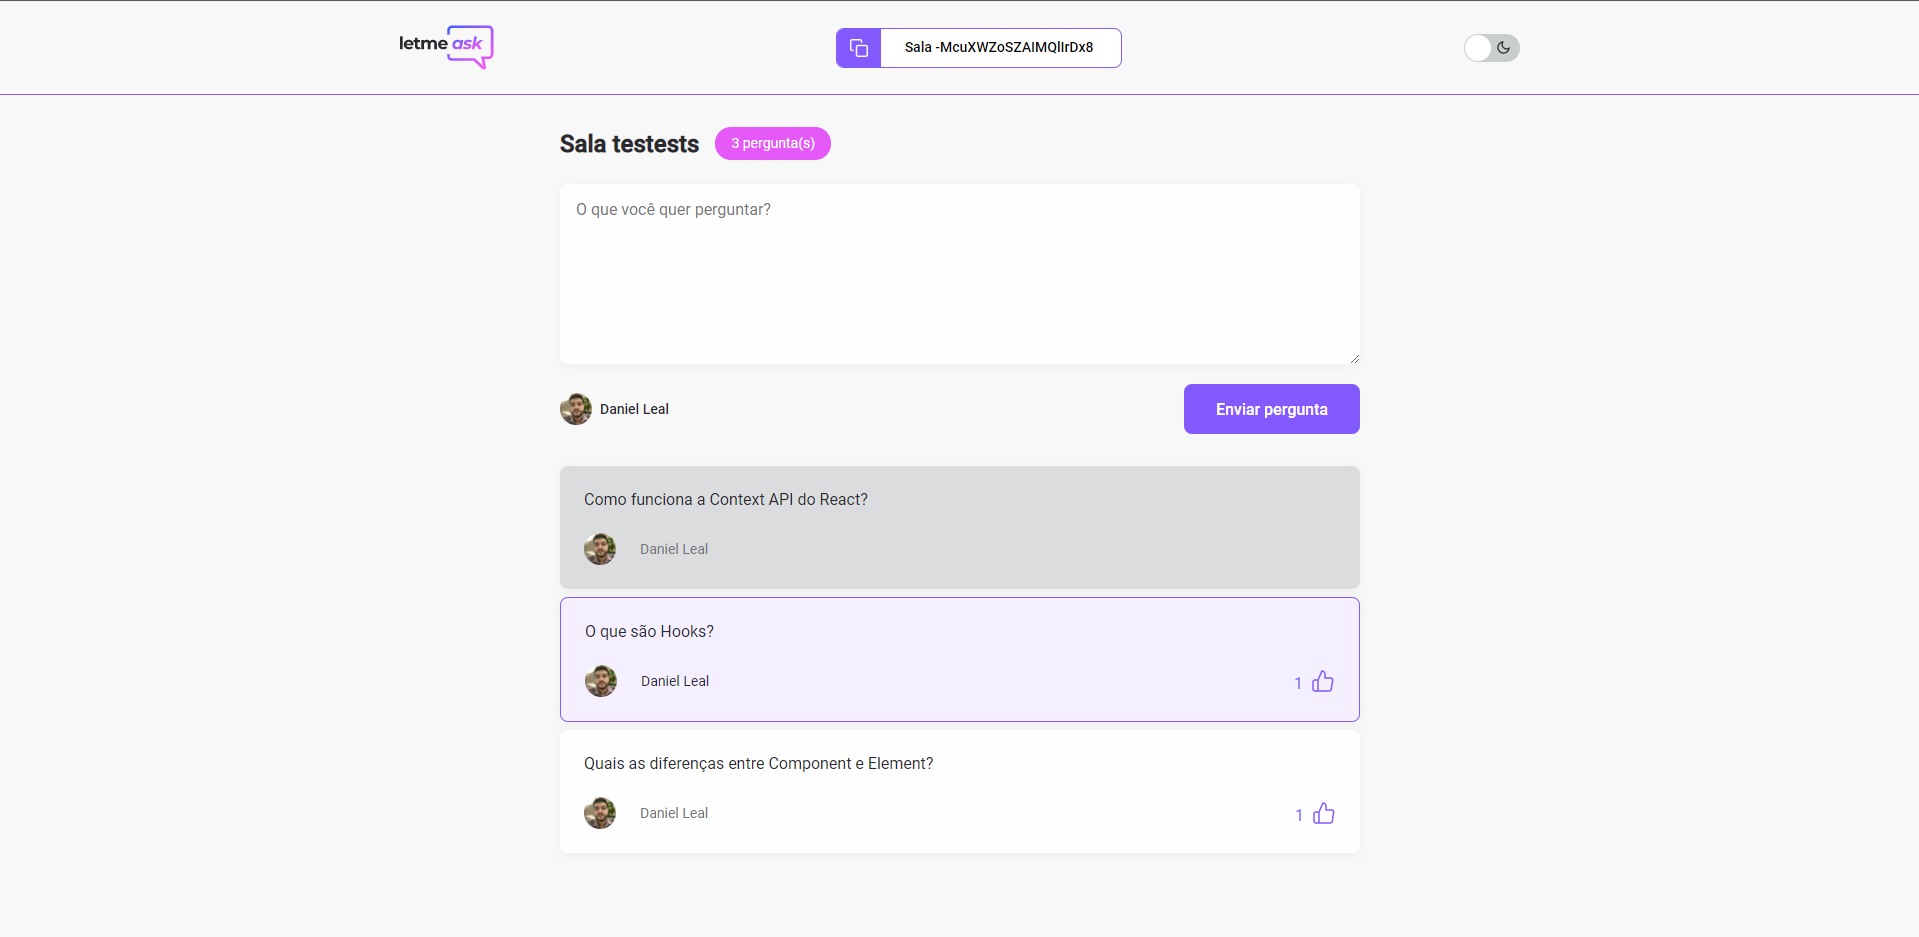 letme ask
Sala -McuXWZoSZAIMQlIrDx8
Sala testests
3 pergunta(s)
O que você quer perguntar?
Daniel Leal
Enviar pergunta
Como funciona a Context API do React?
Daniel Leal
O que são Hooks?
Daniel Leal
1
Quais as diferenças entre Component e Element?
Daniel Leal
1